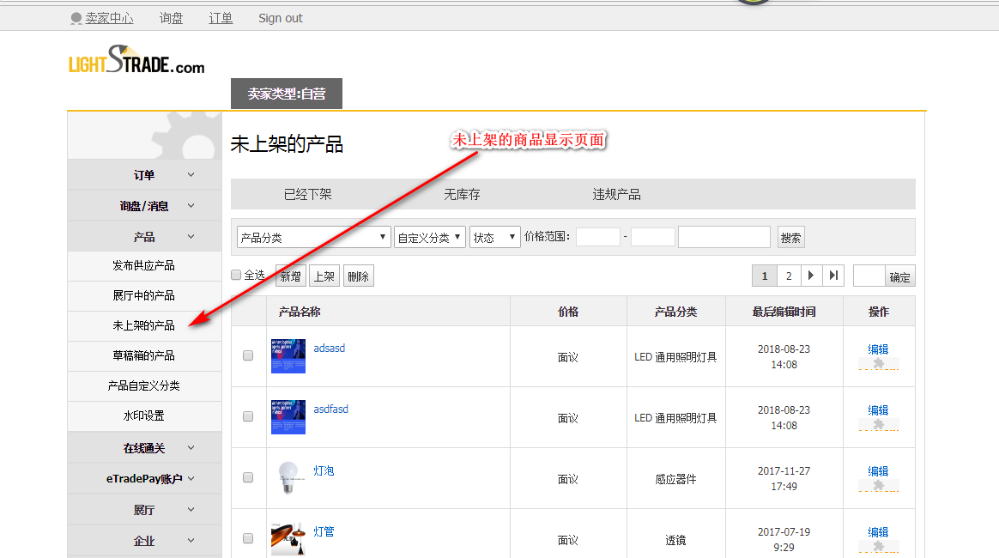 卖家中心 询盘 订单 Sign out
LIGHTSTRADE.com
卖家类型:自营
未上架的产品
未上架的商品显示页面
已经下架 无库存 违规产品
产品分类 自定义分类 状态 价格范围: - 搜索
全选 新增 上架 删除 1 2 确定
订单
询盘/消息
产品
发布供应产品
展厅中的产品
未上架的产品
草稿箱的产品
产品自定义分类
水印设置
在线通关
eTradePay账户
展厅
企业
产品名称 价格 产品分类 最后编辑时间 操作
adsasd 面议 LED 通用照明灯具 2018-08-23 编辑
14:08
asdfasd 面议 LED 通用照明灯具 2018-08-23 编辑
14:08
灯泡 面议 感应器件 2017-11-27 编辑
17:49
灯管 面议 透镜 2017-07-19 编辑
9:29